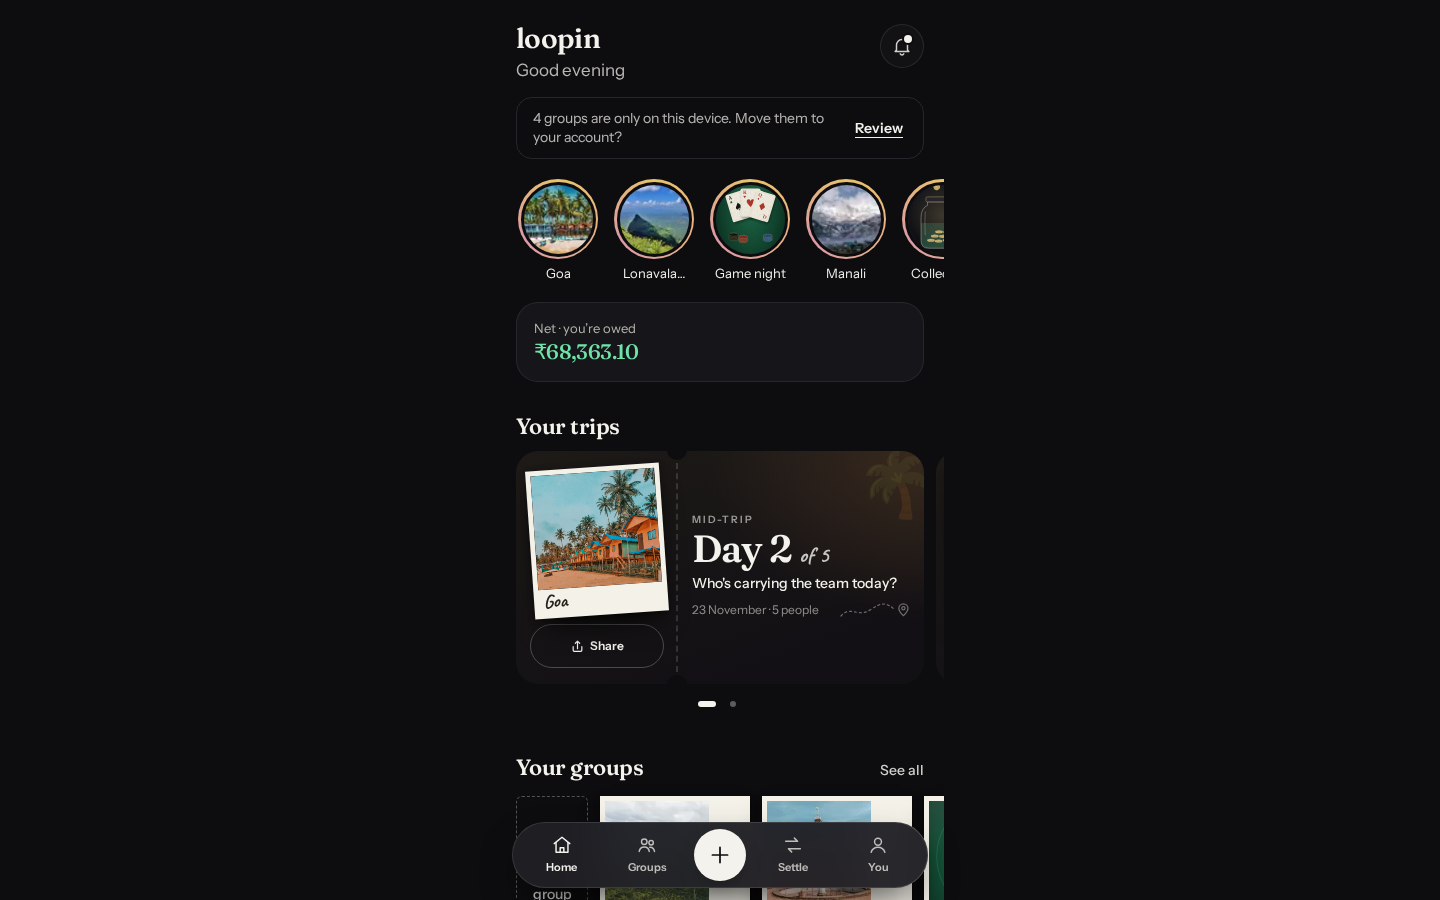 loopin
Good evening
4 groups are only on this device. Move them to
your account?
Review
Goa
Lonavala...
Game night
Manali
Net · you're owed
₹68,363.10
Your trips
MID-TRIP
Day 2 of 5
Who's carrying the team today?
23 November · 5 people
Goa
Share
Your groups
See all
group
Home
Groups
Settle
You